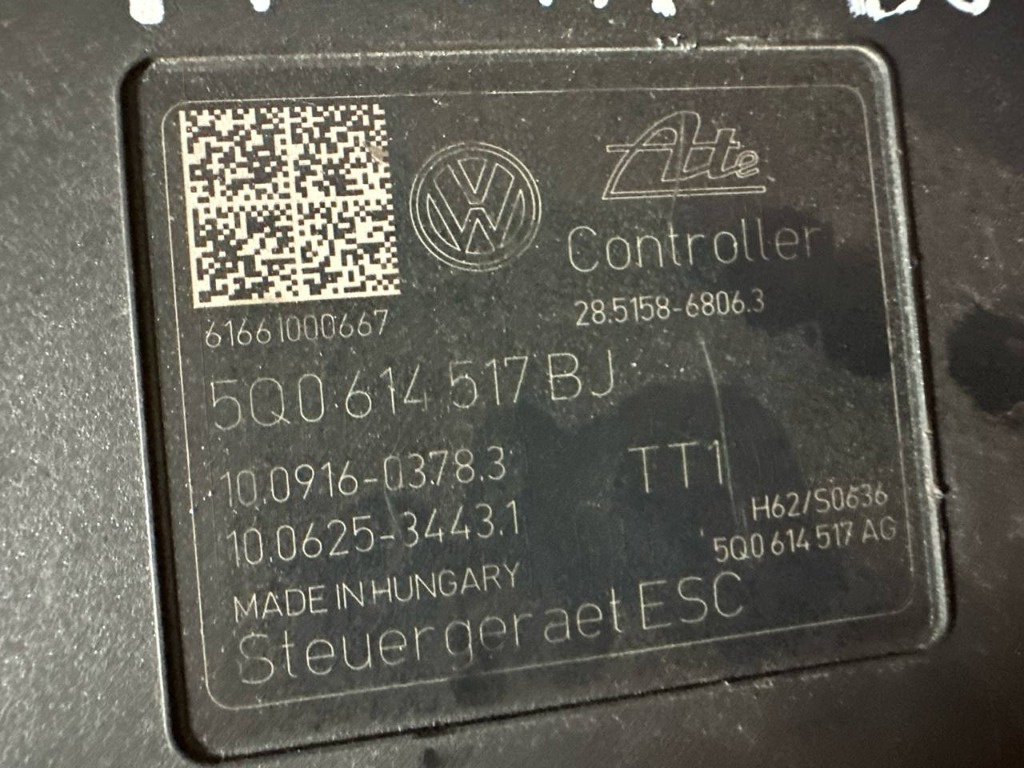 Ate
Controller
28.5158-6806.3
61661000667
5Q0.614 517 BJ
10.0916-0378.3
TT1
10.0625-3443.1
H62/S0636
5Q0 614 517 AG
MADE IN HUNGARY
Steuergeraet ESC